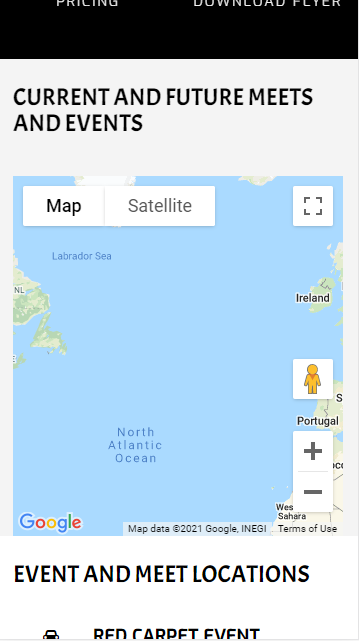 PRICING
DOWNLOAD FLYER
CURRENT AND FUTURE MEETS
AND EVENTS
Map
Satellite
Labrador Sea
NL
Ireland
Portugal
North
Atlantic
Ocean
Wes
Sahara
Google
Map data ©2021 Google, INEGI
Terms of Use
EVENT AND MEET LOCATIONS
RED CARPET EVENT